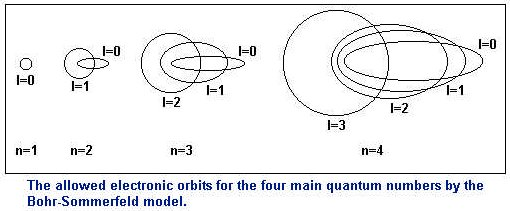 l=0
l=0
l=1
l=0
l=1
l=2
l=0
l=1
l=2
l=3
n=1
n=2
n=3
n=4
The allowed electronic orbits for the four main quantum numbers by the
Bohr-Sommerfeld model.